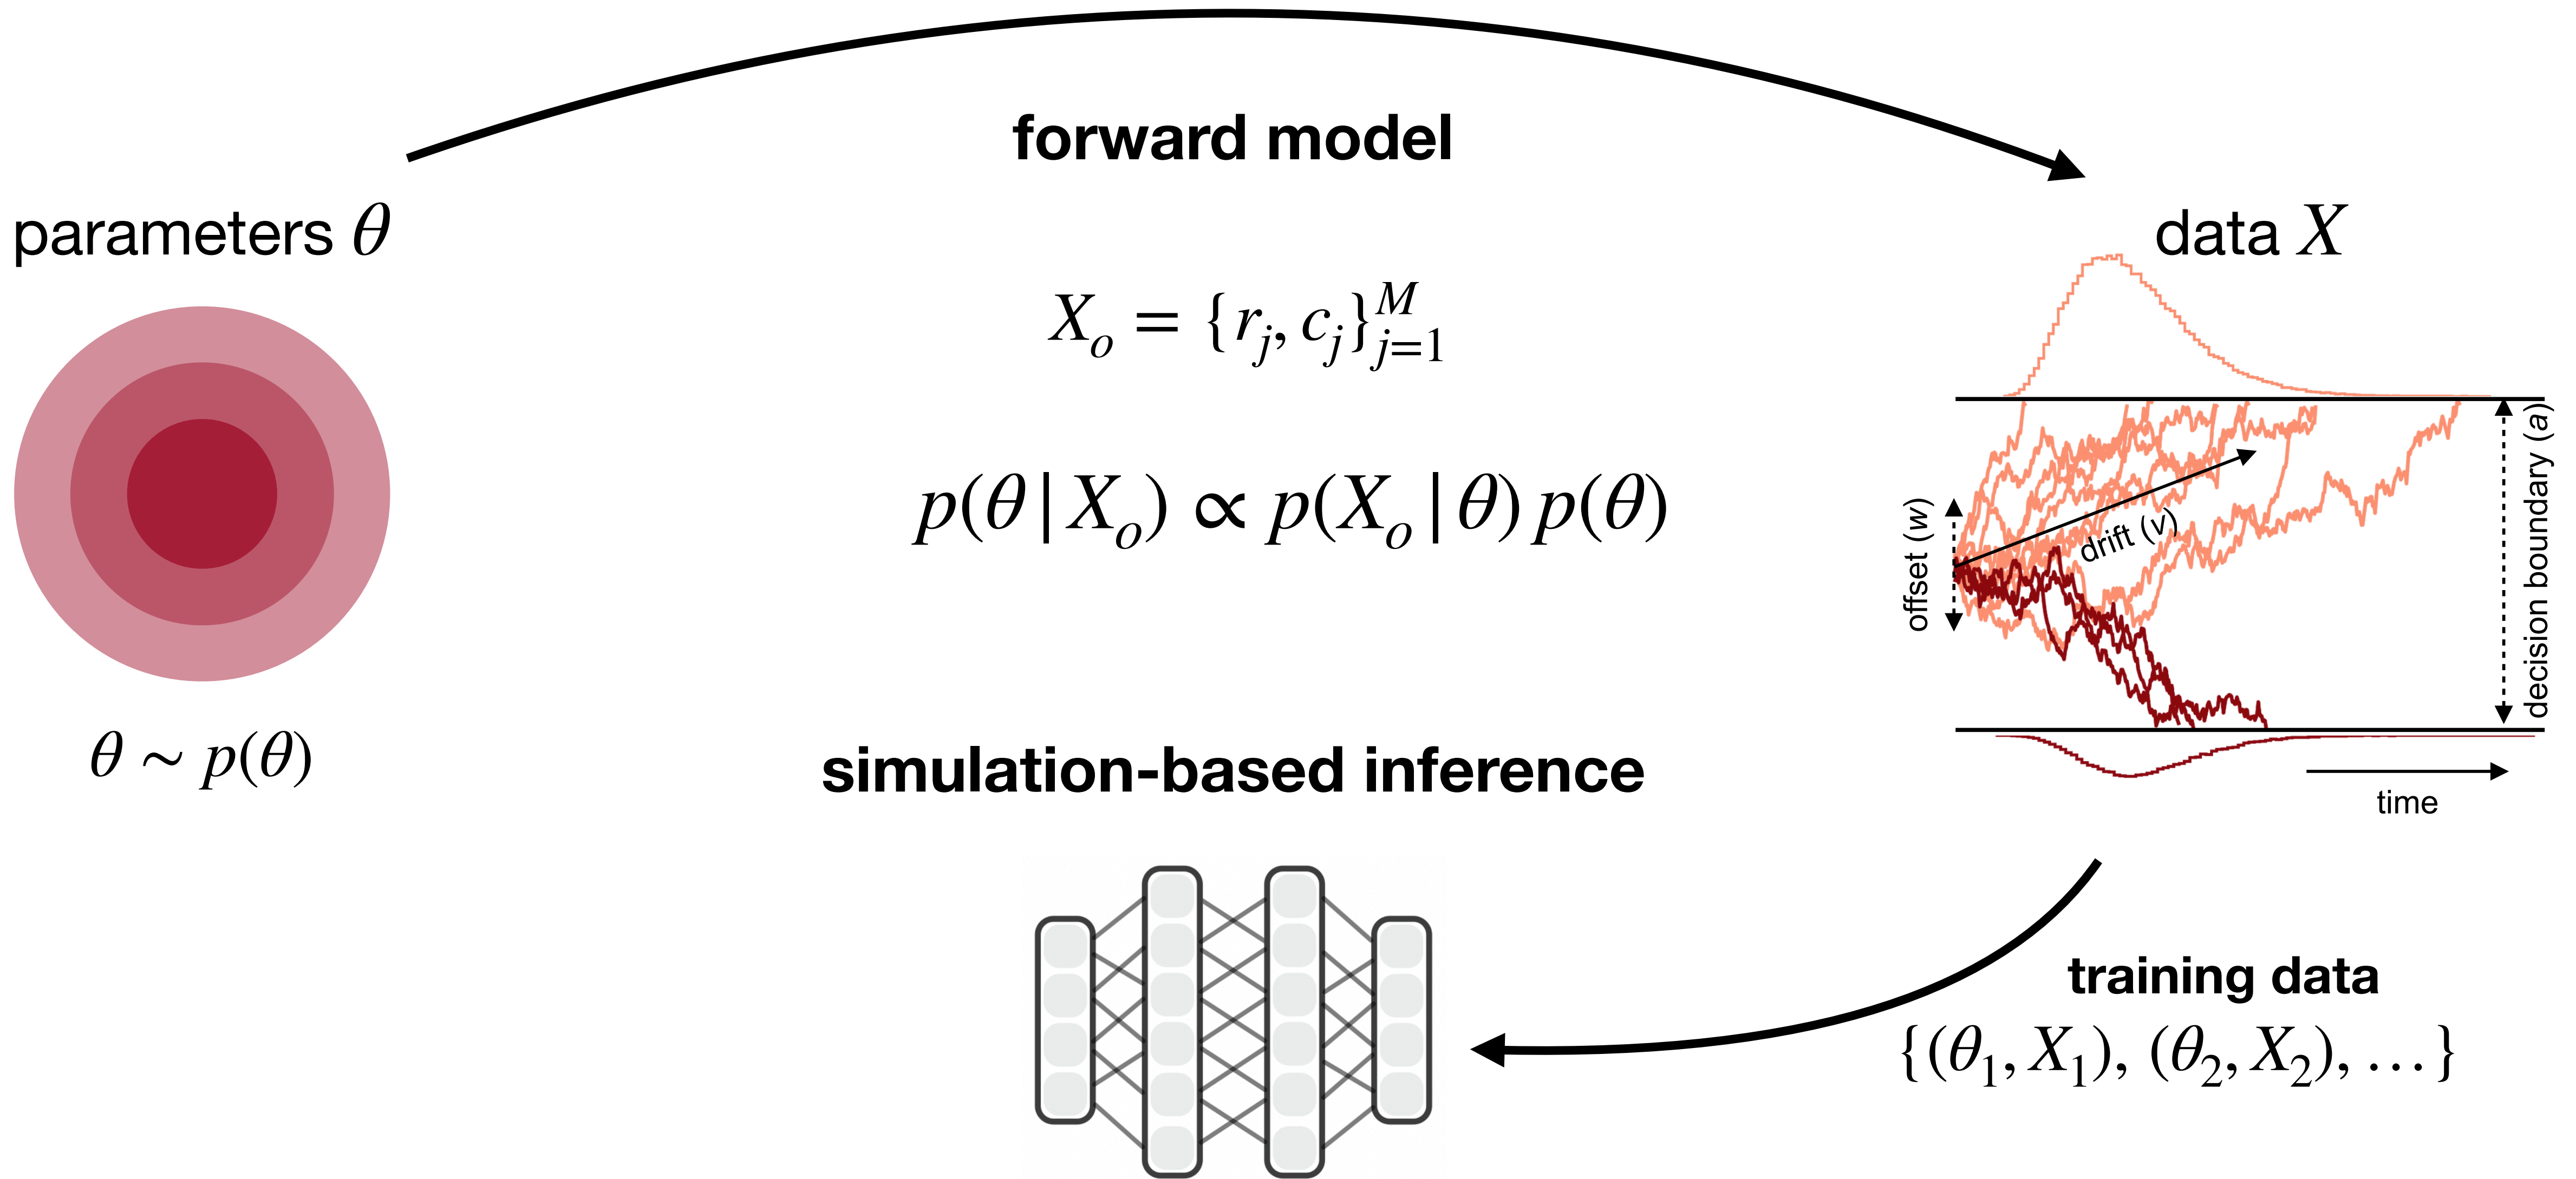 forward model
parameters θ
data X
X_o = {r_j, c_j}_{j=1}^M
p(θ | X_o) ∝ p(X_o | θ) p(θ)
offset (w)
drift (v)
decision boundary (a)
θ ∼ p(θ)
simulation-based inference
time
training data
{(θ_1, X_1), (θ_2, X_2), …}